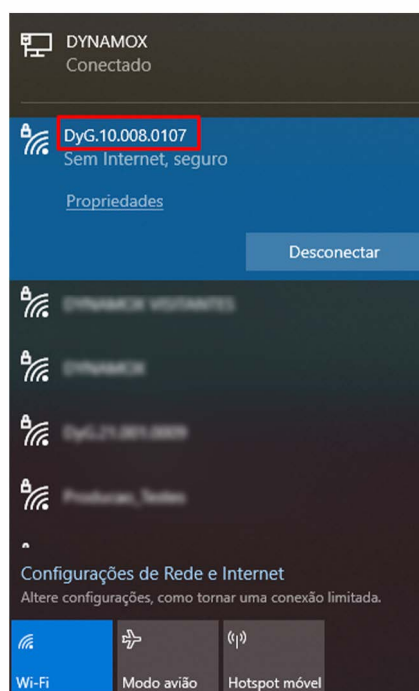 DYNAMOX
Conectado
DyG.10.008.0107
Sem Internet, seguro
Propriedades
Desconectar
Configurações de Rede e Internet
Altere configurações, como tornar uma conexão limitada.
Wi-Fi
Modo avião
Hotspot móvel